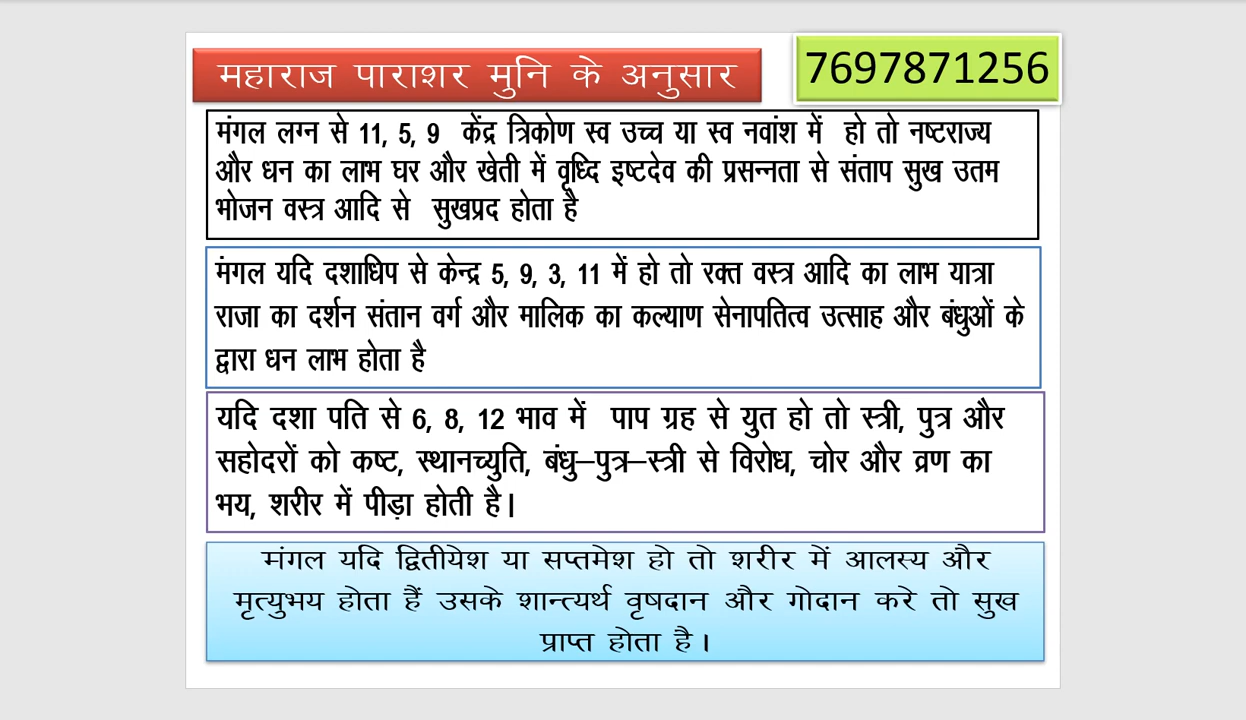 महाराज पाराशर मुनि के अनुसार
7697871256
मंगल लग्न से 11, 5, 9 केंद्र त्रिकोण स्व उच्च या स्व नवांश में हो तो नष्टराज्य
और धन का लाभ घर और खेती में वृध्दि इष्टदेव की प्रसन्नता से संताप सुख उतम
भोजन वस्त्र आदि से सुखप्रद होता है
मंगल यदि दशाधिप से केन्द्र 5, 9, 3, 11 में हो तो रक्त वस्त्र आदि का लाभ यात्रा
राजा का दर्शन संतान वर्ग और मालिक का कल्याण सेनापतित्व उत्साह और बंधुओं के
द्वारा धन लाभ होता है
यदि दशा पति से 6, 8, 12 भाव में पाप ग्रह से युत हो तो स्त्री, पुत्र और
सहोदरों को कष्ट, स्थानच्युति, बंधु–पुत्र–स्त्री से विरोध, चोर और व्रण का
भय, शरीर में पीड़ा होती है।
मंगल यदि द्वितीयेश या सप्तमेश हो तो शरीर में आलस्य और
मृत्युभय होता हैं उसके शान्त्यर्थ वृषदान और गोदान करे तो सुख
प्राप्त होता है।